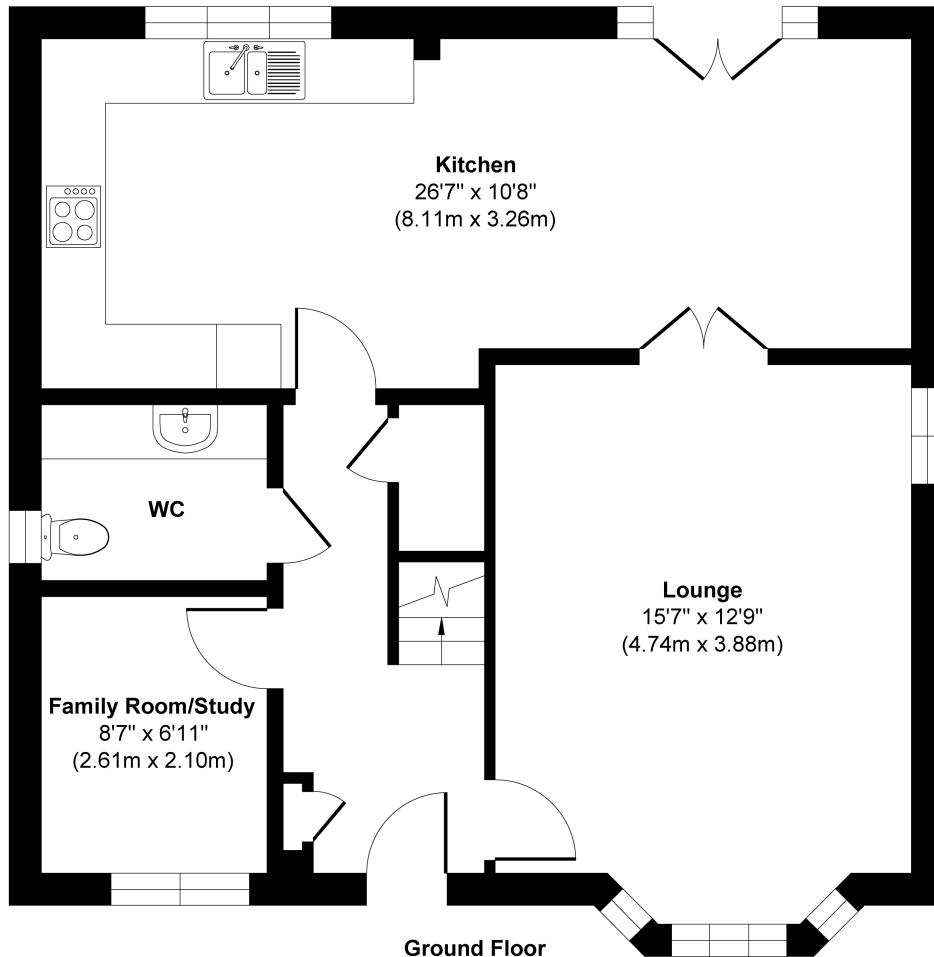 Kitchen
26'7" x 10'8"
(8.11m x 3.26m)
WC
Lounge
15'7" x 12'9"
(4.74m x 3.88m)
Family Room/Study
8'7" x 6'11"
(2.61m x 2.10m)
Ground Floor